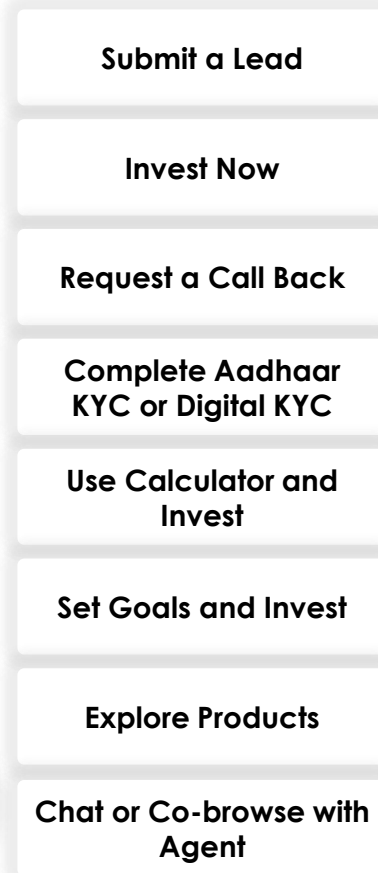 Submit a Lead
Invest Now
Request a Call Back
Complete Aadhaar
KYC or Digital KYC
Use Calculator and
Invest
Set Goals and Invest
Explore Products
Chat or Co-browse with
Agent